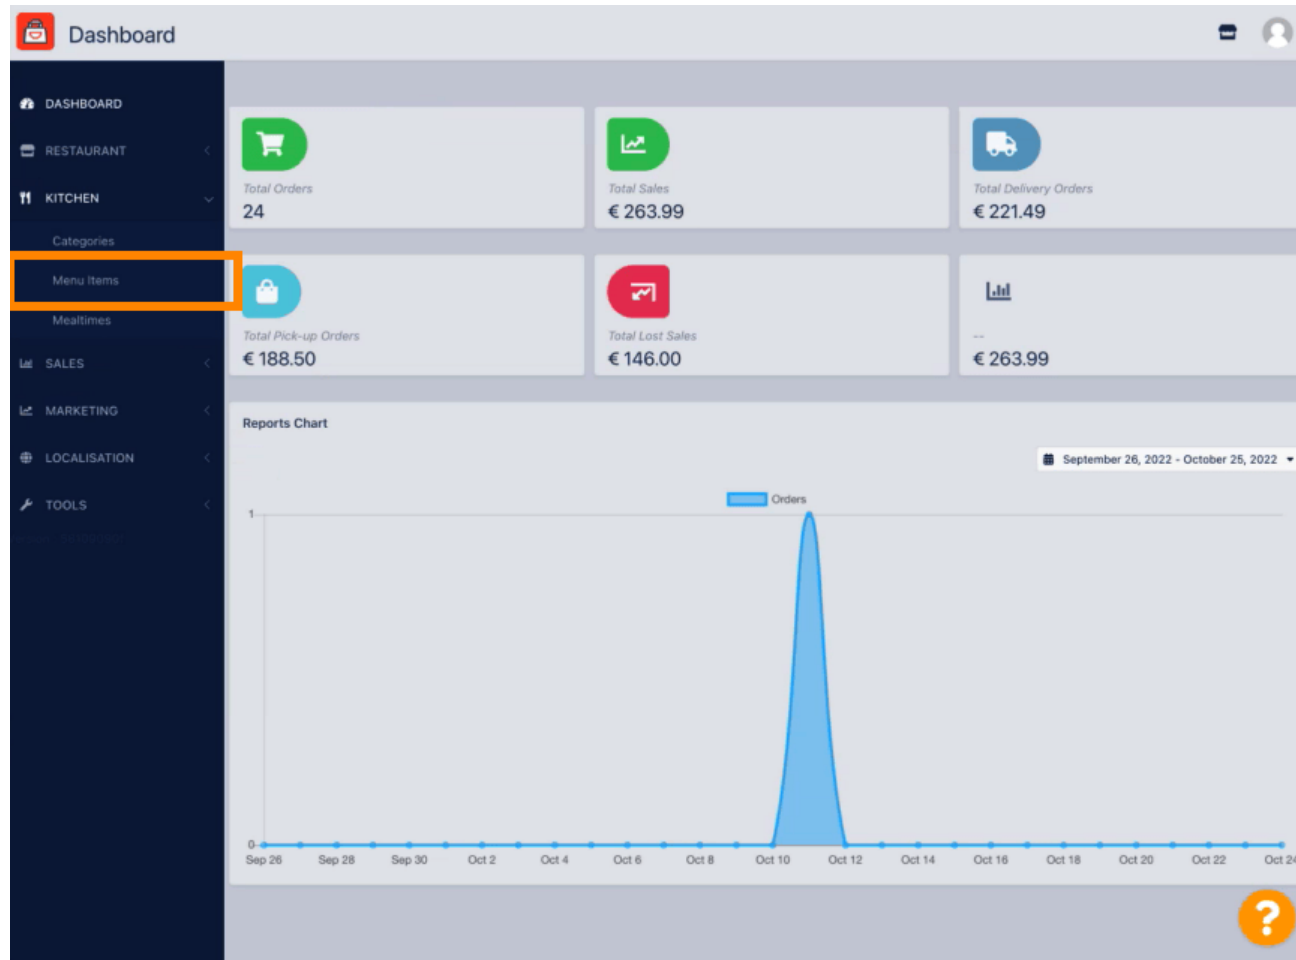 Dashboard
DASHBOARD
RESTAURANT
KITCHEN
Categories
Menu Items
Mealtimes
SALES
MARKETING
LOCALISATION
TOOLS
Total Orders
24
Total Sales
€ 263.99
Total Delivery Orders
€ 221.49
Total Pick-up Orders
€ 188.50
Total Lost Sales
€ 146.00
--
€ 263.99
Reports Chart
September 26, 2022 - October 25, 2022
Orders
1
0
Sep 26 Sep 28 Sep 30 Oct 2 Oct 4 Oct 6 Oct 8 Oct 10 Oct 12 Oct 14 Oct 16 Oct 18 Oct 20 Oct 22 Oct 24
?